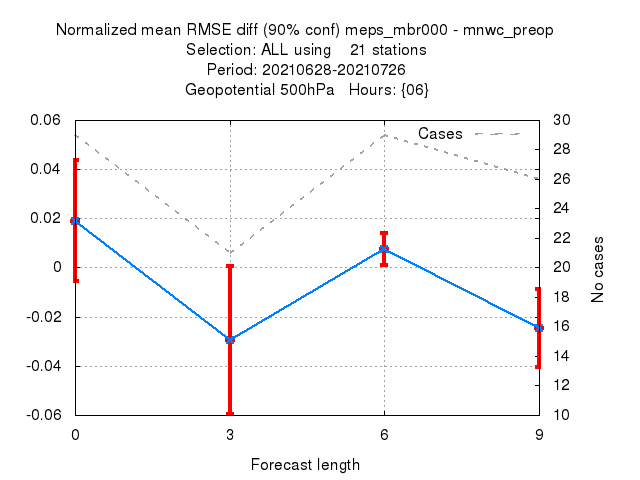 Normalized mean RMSE diff (90% conf) meps_mbr000 - mnwc_preop
Selection: ALL using 21 stations
Period: 20210628-20210726
Geopotential 500hPa Hours: {06}
Cases
0.06
0.04
0.02
0
-0.02
-0.04
-0.06
30
28
26
24
22
20
18
16
14
12
10
No cases
0 3 6 9
Forecast length